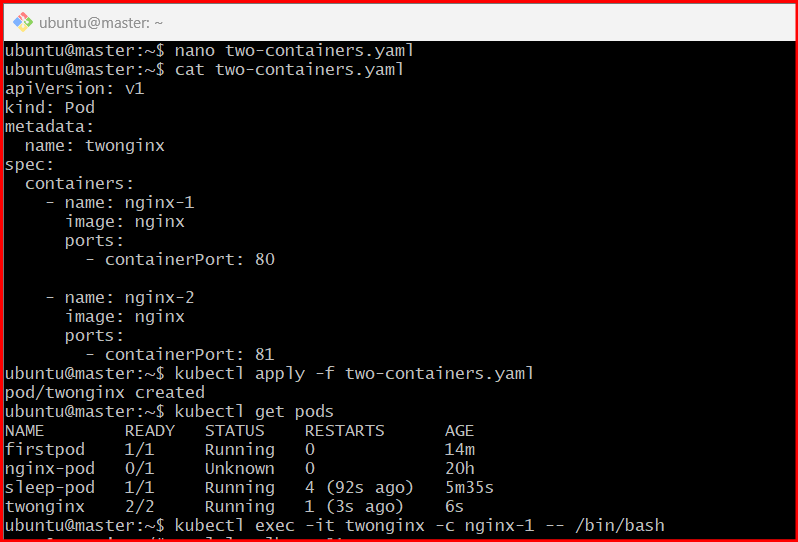 ubuntu@master: ~
ubuntu@master:~$ nano two-containers.yaml
ubuntu@master:~$ cat two-containers.yaml
apiVersion: v1
kind: Pod
metadata:
  name: twonginx
spec:
  containers:
    - name: nginx-1
      image: nginx
      ports:
        - containerPort: 80

    - name: nginx-2
      image: nginx
      ports:
        - containerPort: 81
ubuntu@master:~$ kubectl apply -f two-containers.yaml
pod/twonginx created
ubuntu@master:~$ kubectl get pods
NAME        READY   STATUS    RESTARTS      AGE
firstpod    1/1     Running   0             14m
nginx-pod   0/1     Unknown   0             20h
sleep-pod   1/1     Running   4 (92s ago)   5m35s
twonginx    2/2     Running   1 (3s ago)    6s
ubuntu@master:~$ kubectl exec -it twonginx -c nginx-1 -- /bin/bash